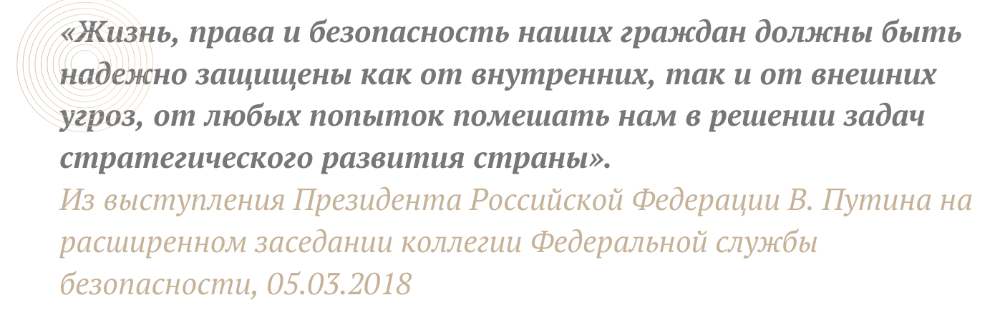 «Жизнь, права и безопасность наших граждан должны быть
надежно защищены как от внутренних, так и от внешних
угроз, от любых попыток помешать нам в решении задач
стратегического развития страны».
Из выступления Президента Российской Федерации В. Путина на
расширенном заседании коллегии Федеральной службы
безопасности, 05.03.2018